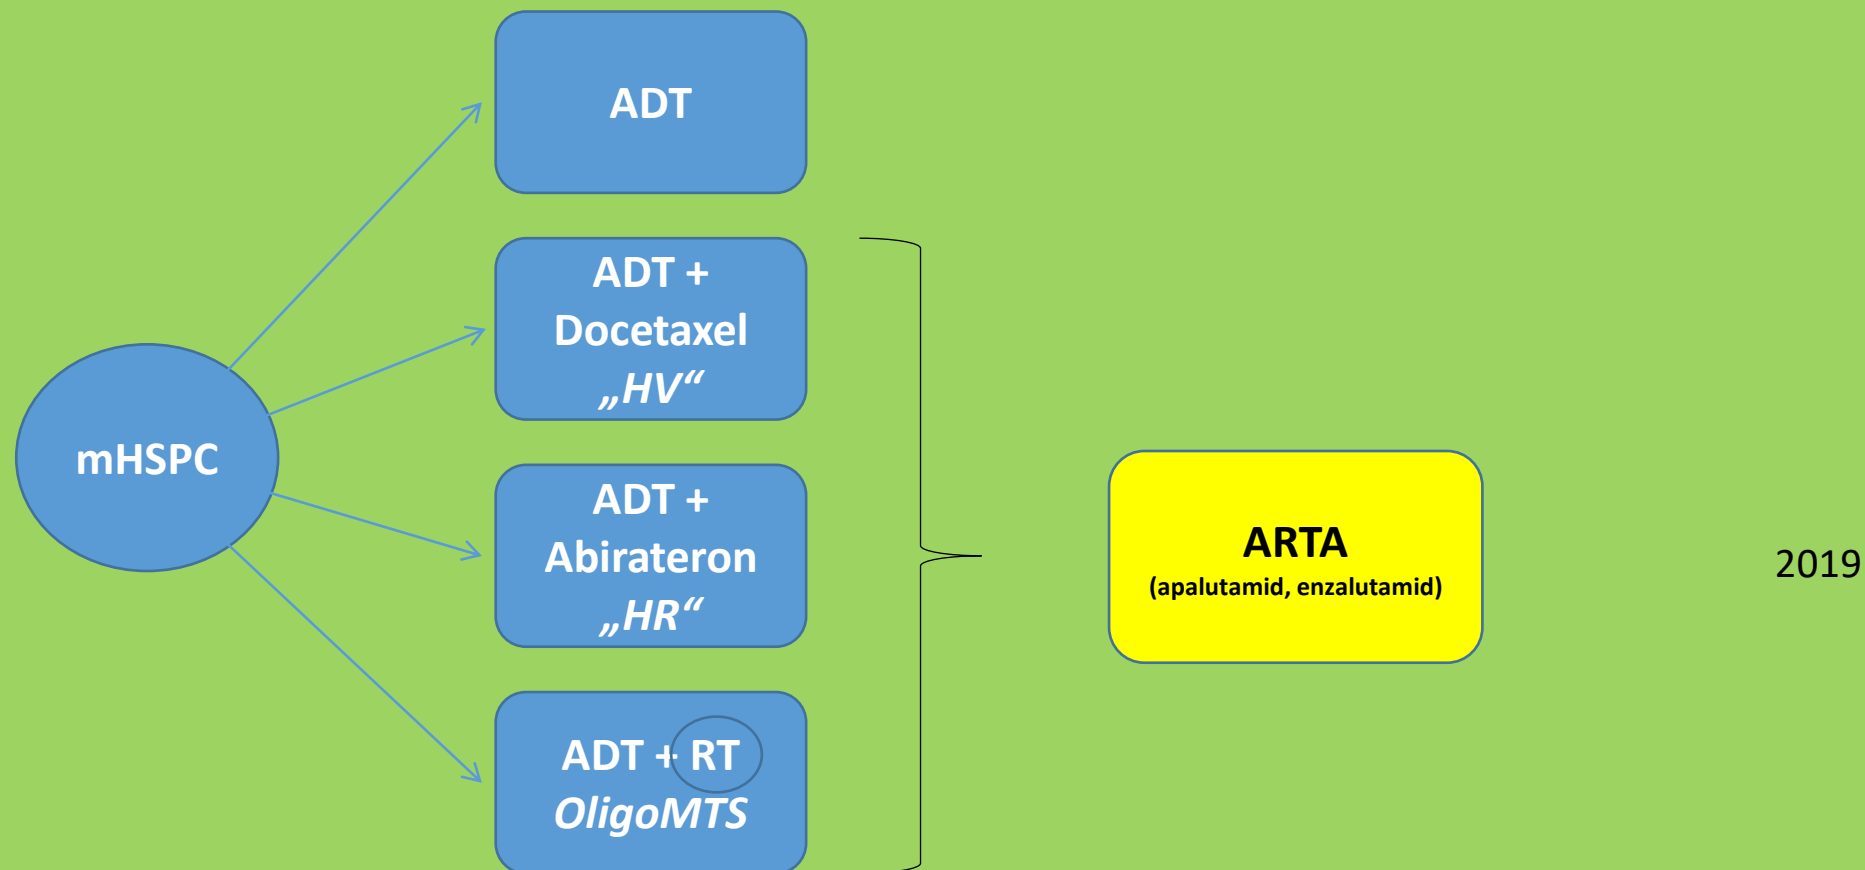 mHSPC
ADT
ADT +
Docetaxel
„HV“
ADT +
Abirateron
„HR“
ADT + RT
OligoMTS
ARTA
(apalutamid, enzalutamid)
2019